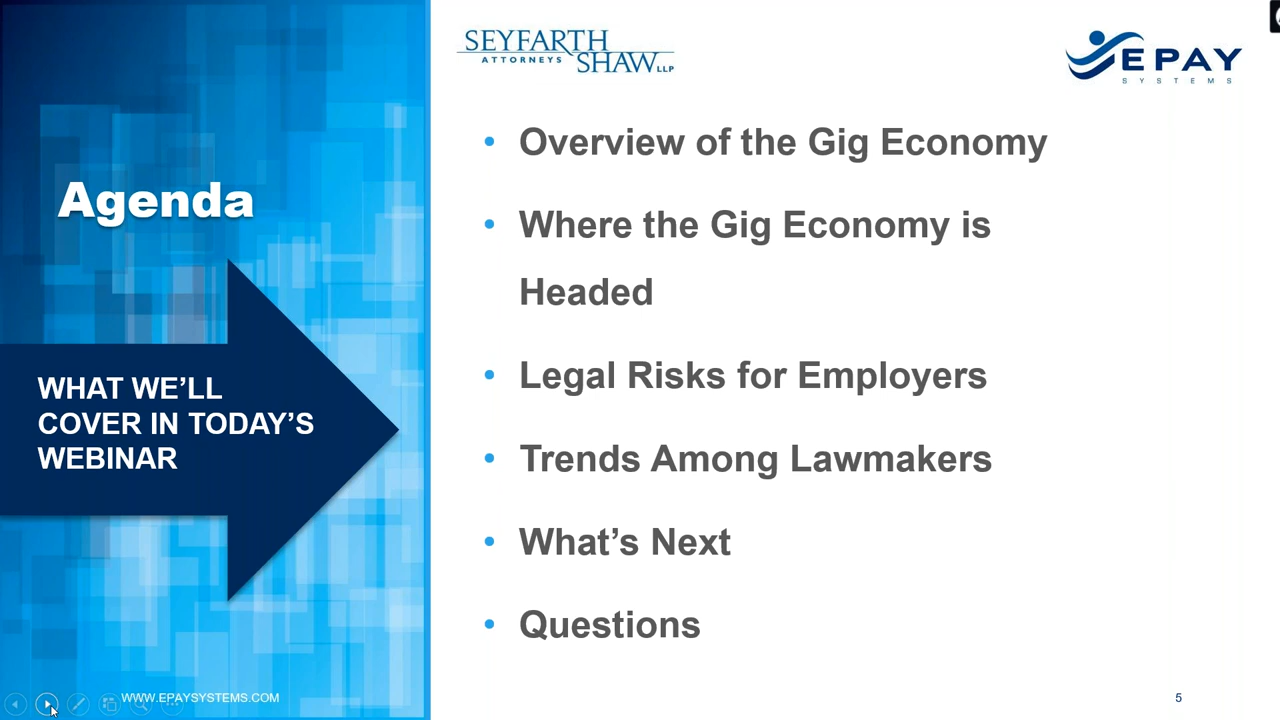 SEYFARTH
ATTORNEYS SHAW LLP
EPAY
SYSTEMS
Agenda
WHAT WE’LL
COVER IN TODAY’S
WEBINAR
• Overview of the Gig Economy
• Where the Gig Economy is
Headed
• Legal Risks for Employers
• Trends Among Lawmakers
• What’s Next
• Questions
WWW.EPAYSYSTEMS.COM
5